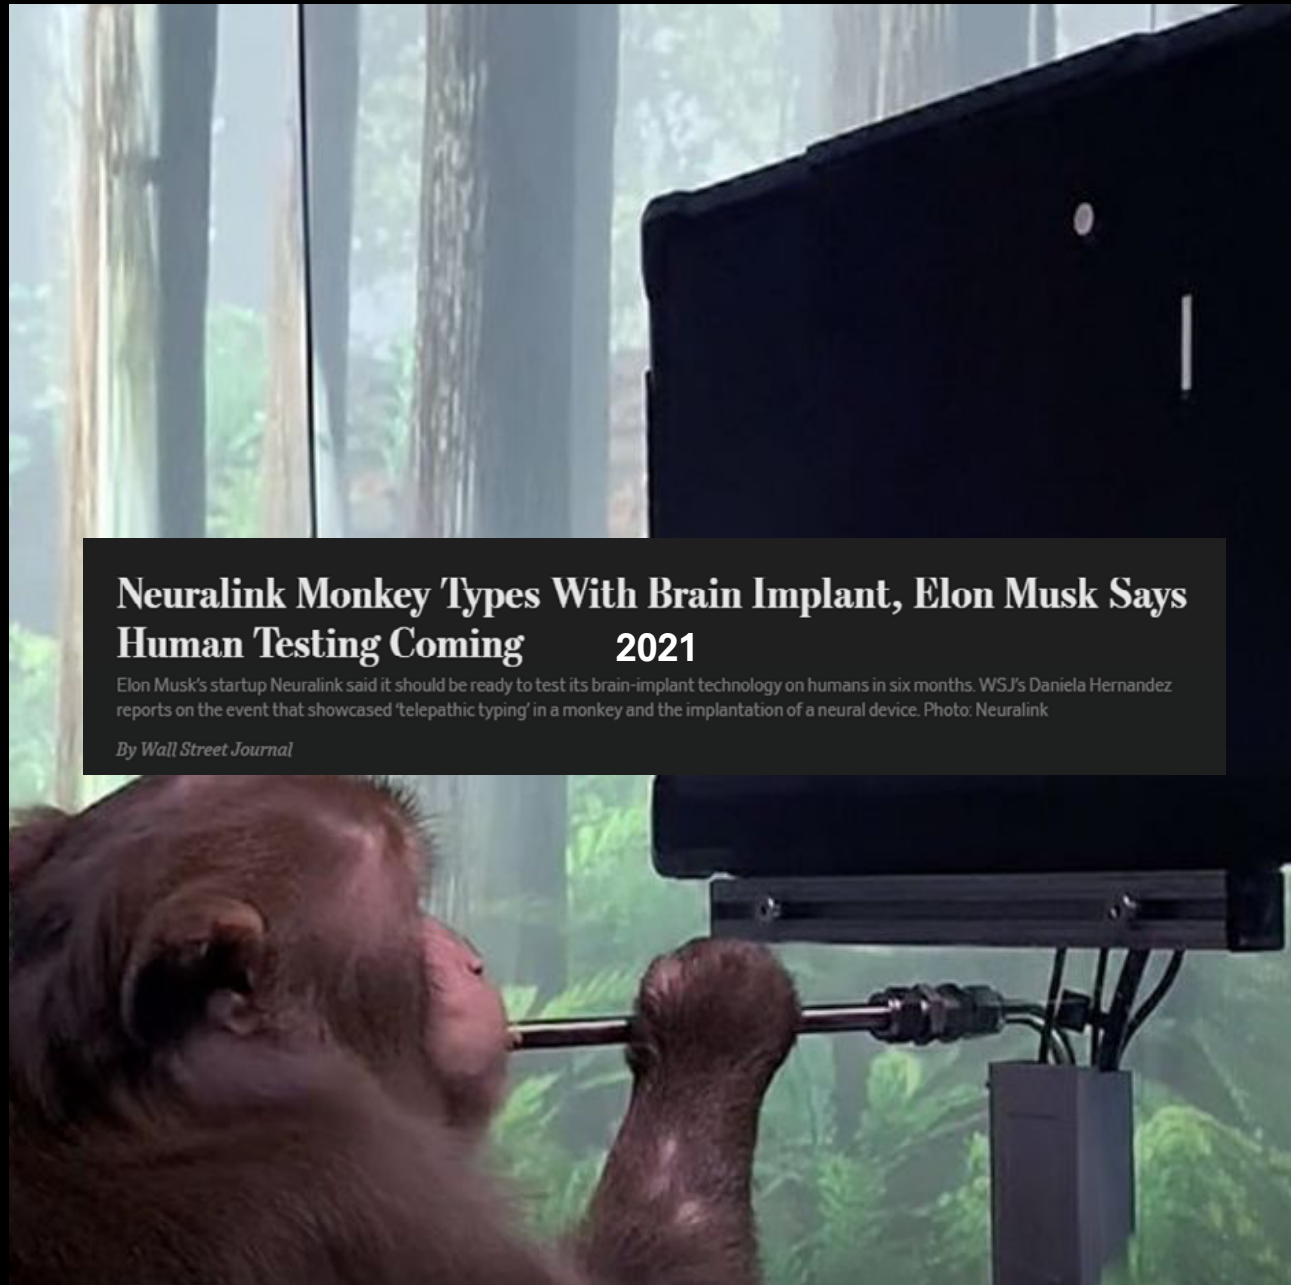 Neuralink Monkey Types With Brain Implant, Elon Musk Says
Human Testing Coming 2021
Elon Musk's startup Neuralink said it should be ready to test its brain-implant technology on humans in six months. WSJ's Daniela Hernandez
reports on the event that showcased 'telepathic typing' in a monkey and the implantation of a neural device. Photo: Neuralink
By Wall Street Journal